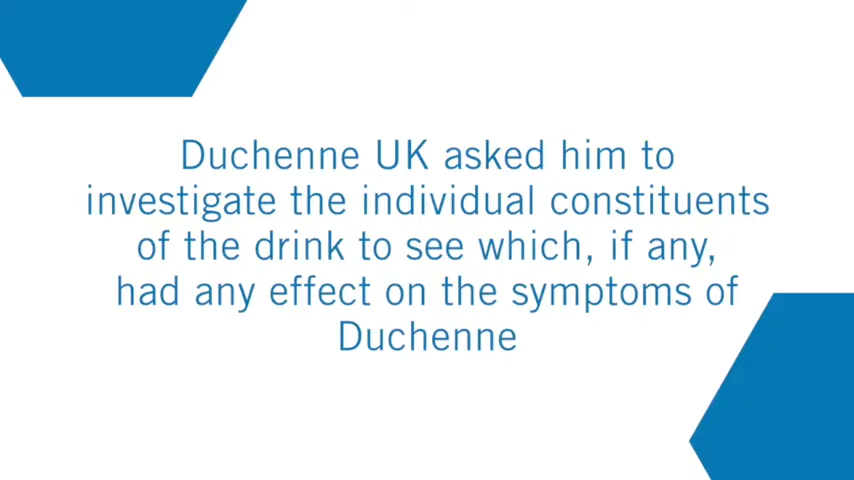 Duchenne UK asked him to
investigate the individual constituents
of the drink to see which, if any,
had any effect on the symptoms of
Duchenne